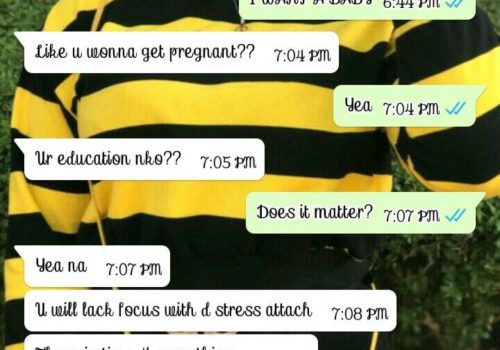 I WANT A BABY 6:44 PM
Like u wonna get pregnant?? 7:04 PM
Yea 7:04 PM
Ur education nko?? 7:05 PM
Does it matter? 7:07 PM
Yea na 7:07 PM
U will lack focus with d stress attach 7:08 PM